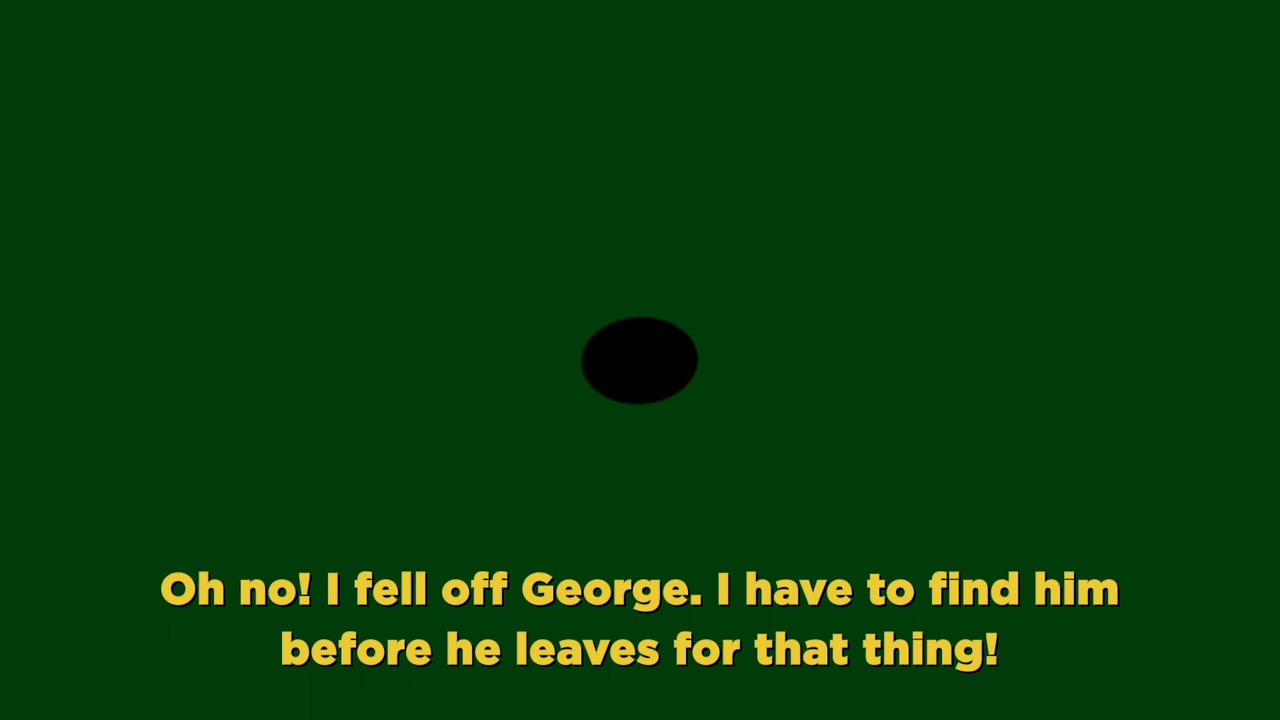 Oh no! I fell off George. I have to find him
before he leaves for that thing!